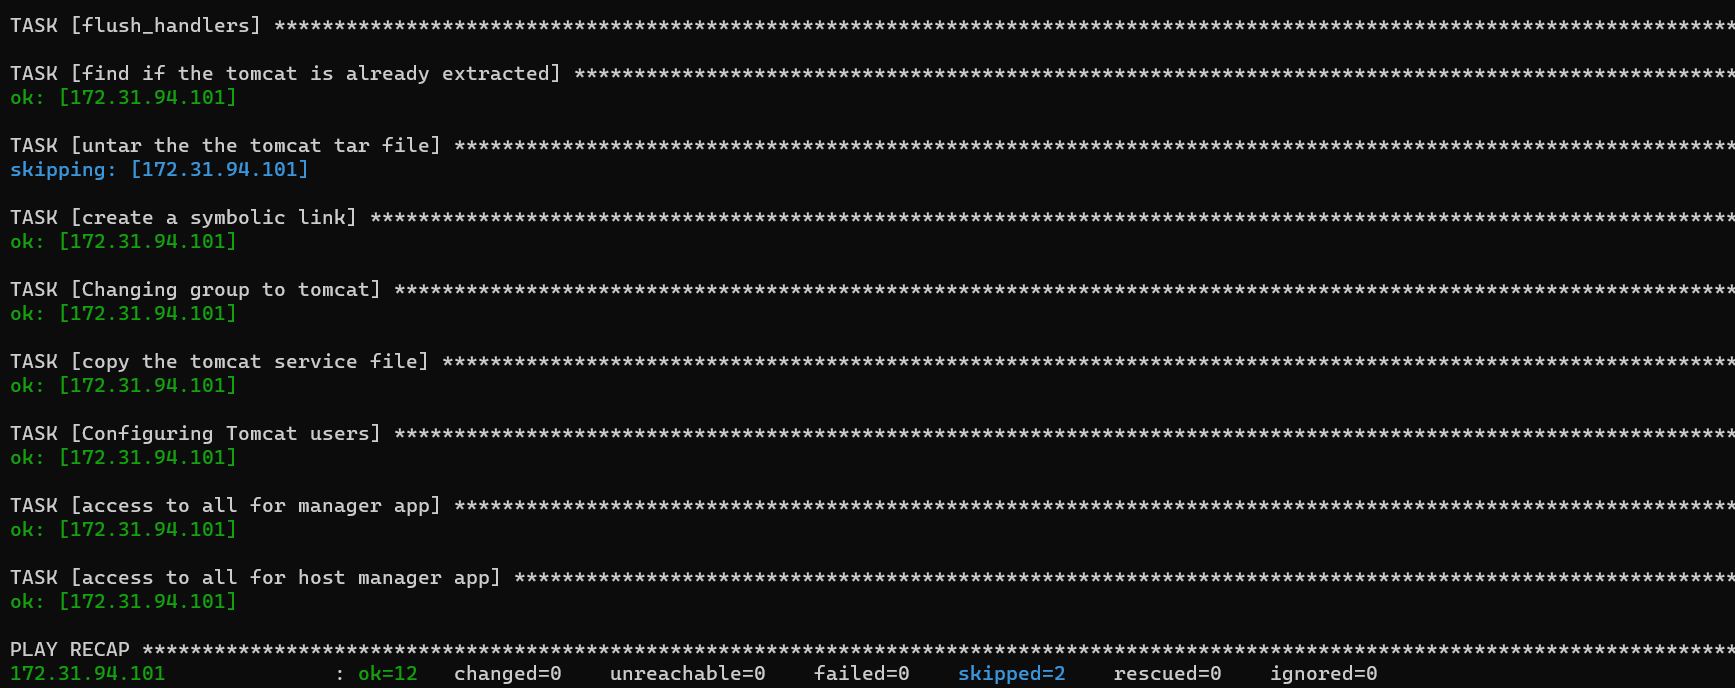 TASK [flush_handlers] **************************************************************************************************************************
TASK [find if the tomcat is already extracted] *************************************************************************************************
ok: [172.31.94.101]
TASK [untar the the tomcat tar file] ***********************************************************************************************************
skipping: [172.31.94.101]
TASK [create a symbolic link] ******************************************************************************************************************
ok: [172.31.94.101]
TASK [Changing group to tomcat] ****************************************************************************************************************
ok: [172.31.94.101]
TASK [copy the tomcat service file] ************************************************************************************************************
ok: [172.31.94.101]
TASK [Configuring Tomcat users] ****************************************************************************************************************
ok: [172.31.94.101]
TASK [access to all for manager app] ***********************************************************************************************************
ok: [172.31.94.101]
TASK [access to all for host manager app] ******************************************************************************************************
ok: [172.31.94.101]
PLAY RECAP *************************************************************************************************************************************
172.31.94.101              : ok=12   changed=0    unreachable=0    failed=0    skipped=2    rescued=0    ignored=0